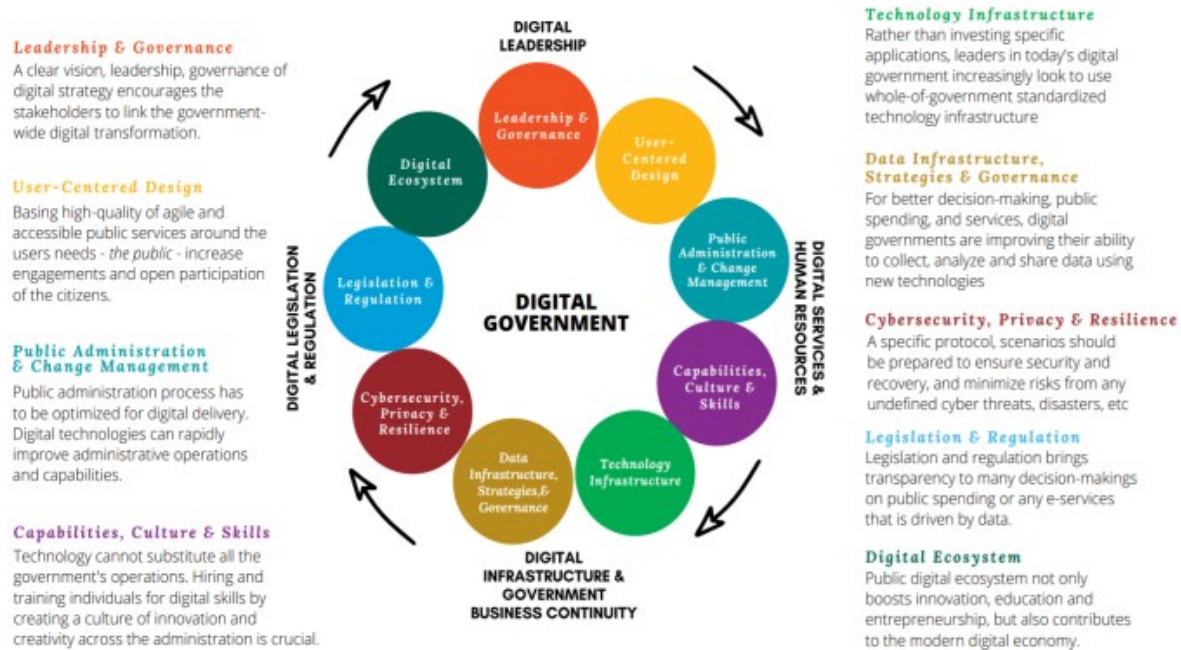 Leadership & Governance
A clear vision, leadership, governance of
digital strategy encourages the
stakeholders to link the government-
wide digital transformation.
User-Centered Design
Basing high-quality of agile and
accessible public services around the
users needs - the public - increase
engagements and open participation
of the citizens.
Public Administration
& Change Management
Public administration process has
to be optimized for digital delivery.
Digital technologies can rapidly
improve administrative operations
and capabilities.
Capabilities, Culture & Skills
Technology cannot substitute all the
government's operations. Hiring and
training individuals for digital skills by
creating a culture of innovation and
creativity across the administration is crucial.
DIGITAL
LEADERSHIP
Leadership &
Governance
User-
Centered
Design
Public
Administration
& Change
Management
DIGITAL SERVICES &
HUMAN RESOURCES
Capabilities,
Culture &
Skills
Technology
Infrastructure
DIGITAL
INFRASTRUCTURE &
GOVERNMENT
BUSINESS CONTINUITY
Data
Infrastructure,
Strategies,&
Governance
Cybersecurity,
Privacy &
Resilience
DIGITAL LEGISLATION
& REGULATION
Legislation &
Regulation
Digital
Ecosystem
DIGITAL
GOVERNMENT
Technology Infrastructure
Rather than investing specific
applications, leaders in today's digital
government increasingly look to use
whole-of-government standardized
technology infrastructure
Data Infrastructure,
Strategies & Governance
For better decision-making, public
spending, and services, digital
governments are improving their ability
to collect, analyze and share data using
new technologies
Cybersecurity, Privacy & Resilience
A specific protocol, scenarios should
be prepared to ensure security and
recovery, and minimize risks from any
undefined cyber threats, disasters, etc
Legislation & Regulation
Legislation and regulation brings
transparency to many decision-makings
on public spending or any e-services
that is driven by data.
Digital Ecosystem
Public digital ecosystem not only
boosts innovation, education and
entrepreneurship, but also contributes
to the modern digital economy.